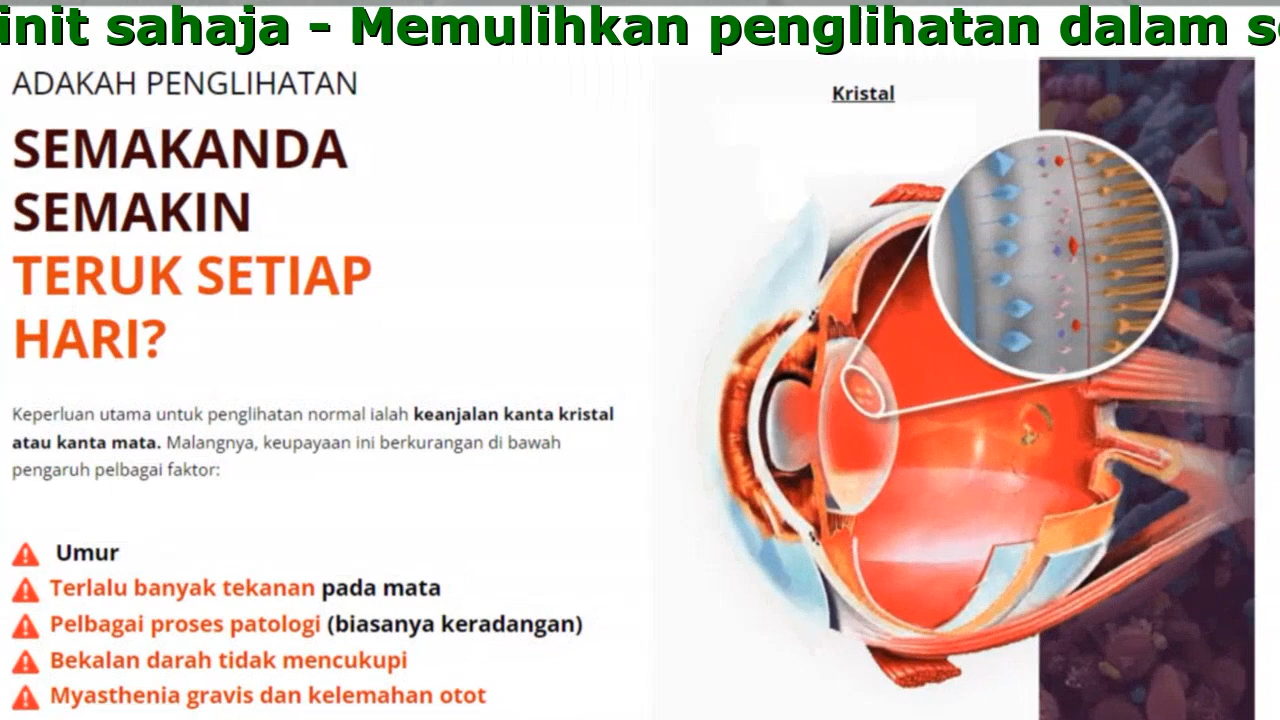 init sahaja - Memulihkan penglihatan dalam se
ADAKAH PENGLIHATAN
SEMAKANDA
SEMAKIN
TERUK SETIAP
HARI?
Kristal
Keperluan utama untuk penglihatan normal ialah keanjalan kanta kristal
atau kanta mata. Malangnya, keupayaan ini berkurangan di bawah
pengaruh pelbagai faktor:
Umur
Terlalu banyak tekanan pada mata
Pelbagai proses patologi (biasanya keradangan)
Bekalan darah tidak mencukupi
Myasthenia gravis dan kelemahan otot